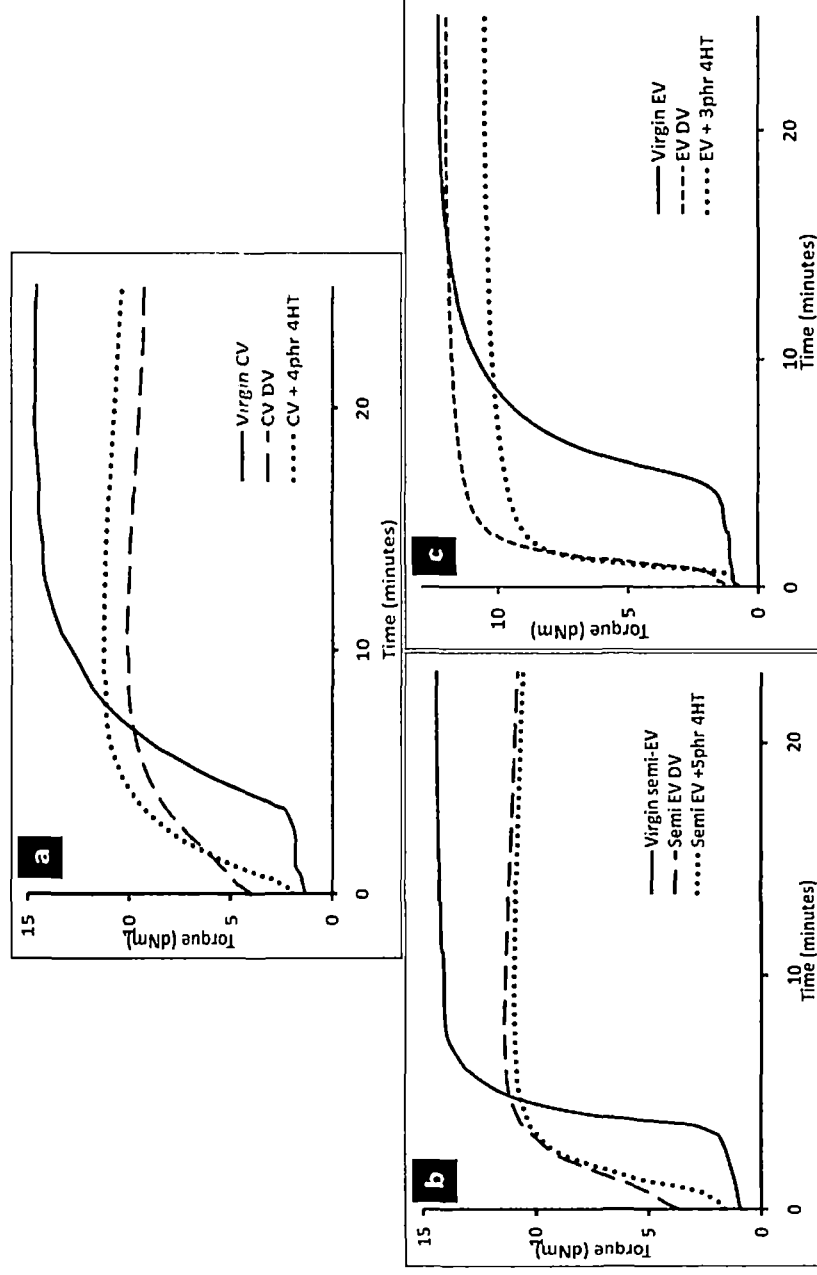 a
15
10
5
0
Torque (dNm)
Virgin CV
CV DV
CV + 4phr 4HT
0
10
20
Time (minutes)
b
15
10
5
0
Torque (dNm)
Virgin semi-EV
Semi EV DV
Semi EV +5phr 4HT
0
10
20
Time (minutes)
c
10
5
0
Torque (dNm)
Virgin EV
EV DV
EV + 3phr 4HT
0
10
20
Time (minutes)